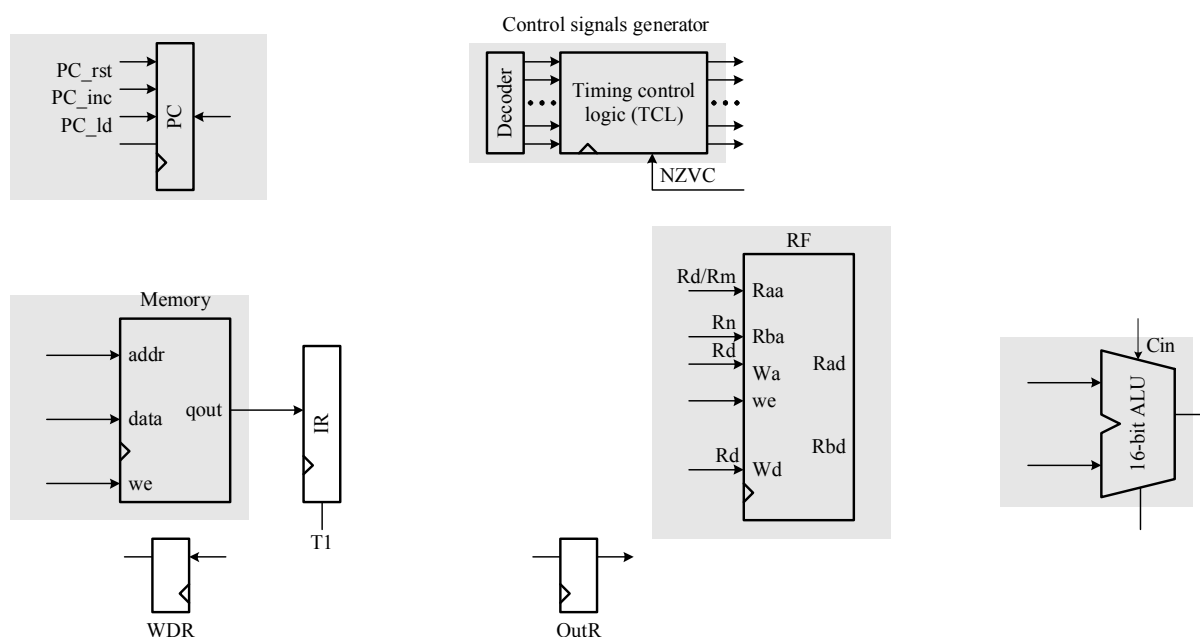 Control signals generator
PC_rst
PC_inc
PC_ld
PC
Decoder
Timing control
logic (TCL)
NZVC
RF
Rd/Rm
Raa
Rn
Rba
Rd
Wa
we
Rad
Rbd
Rd
Wd
Memory
addr
data
qout
we
IR
T1
Cin
16-bit ALU
WDR
OutR